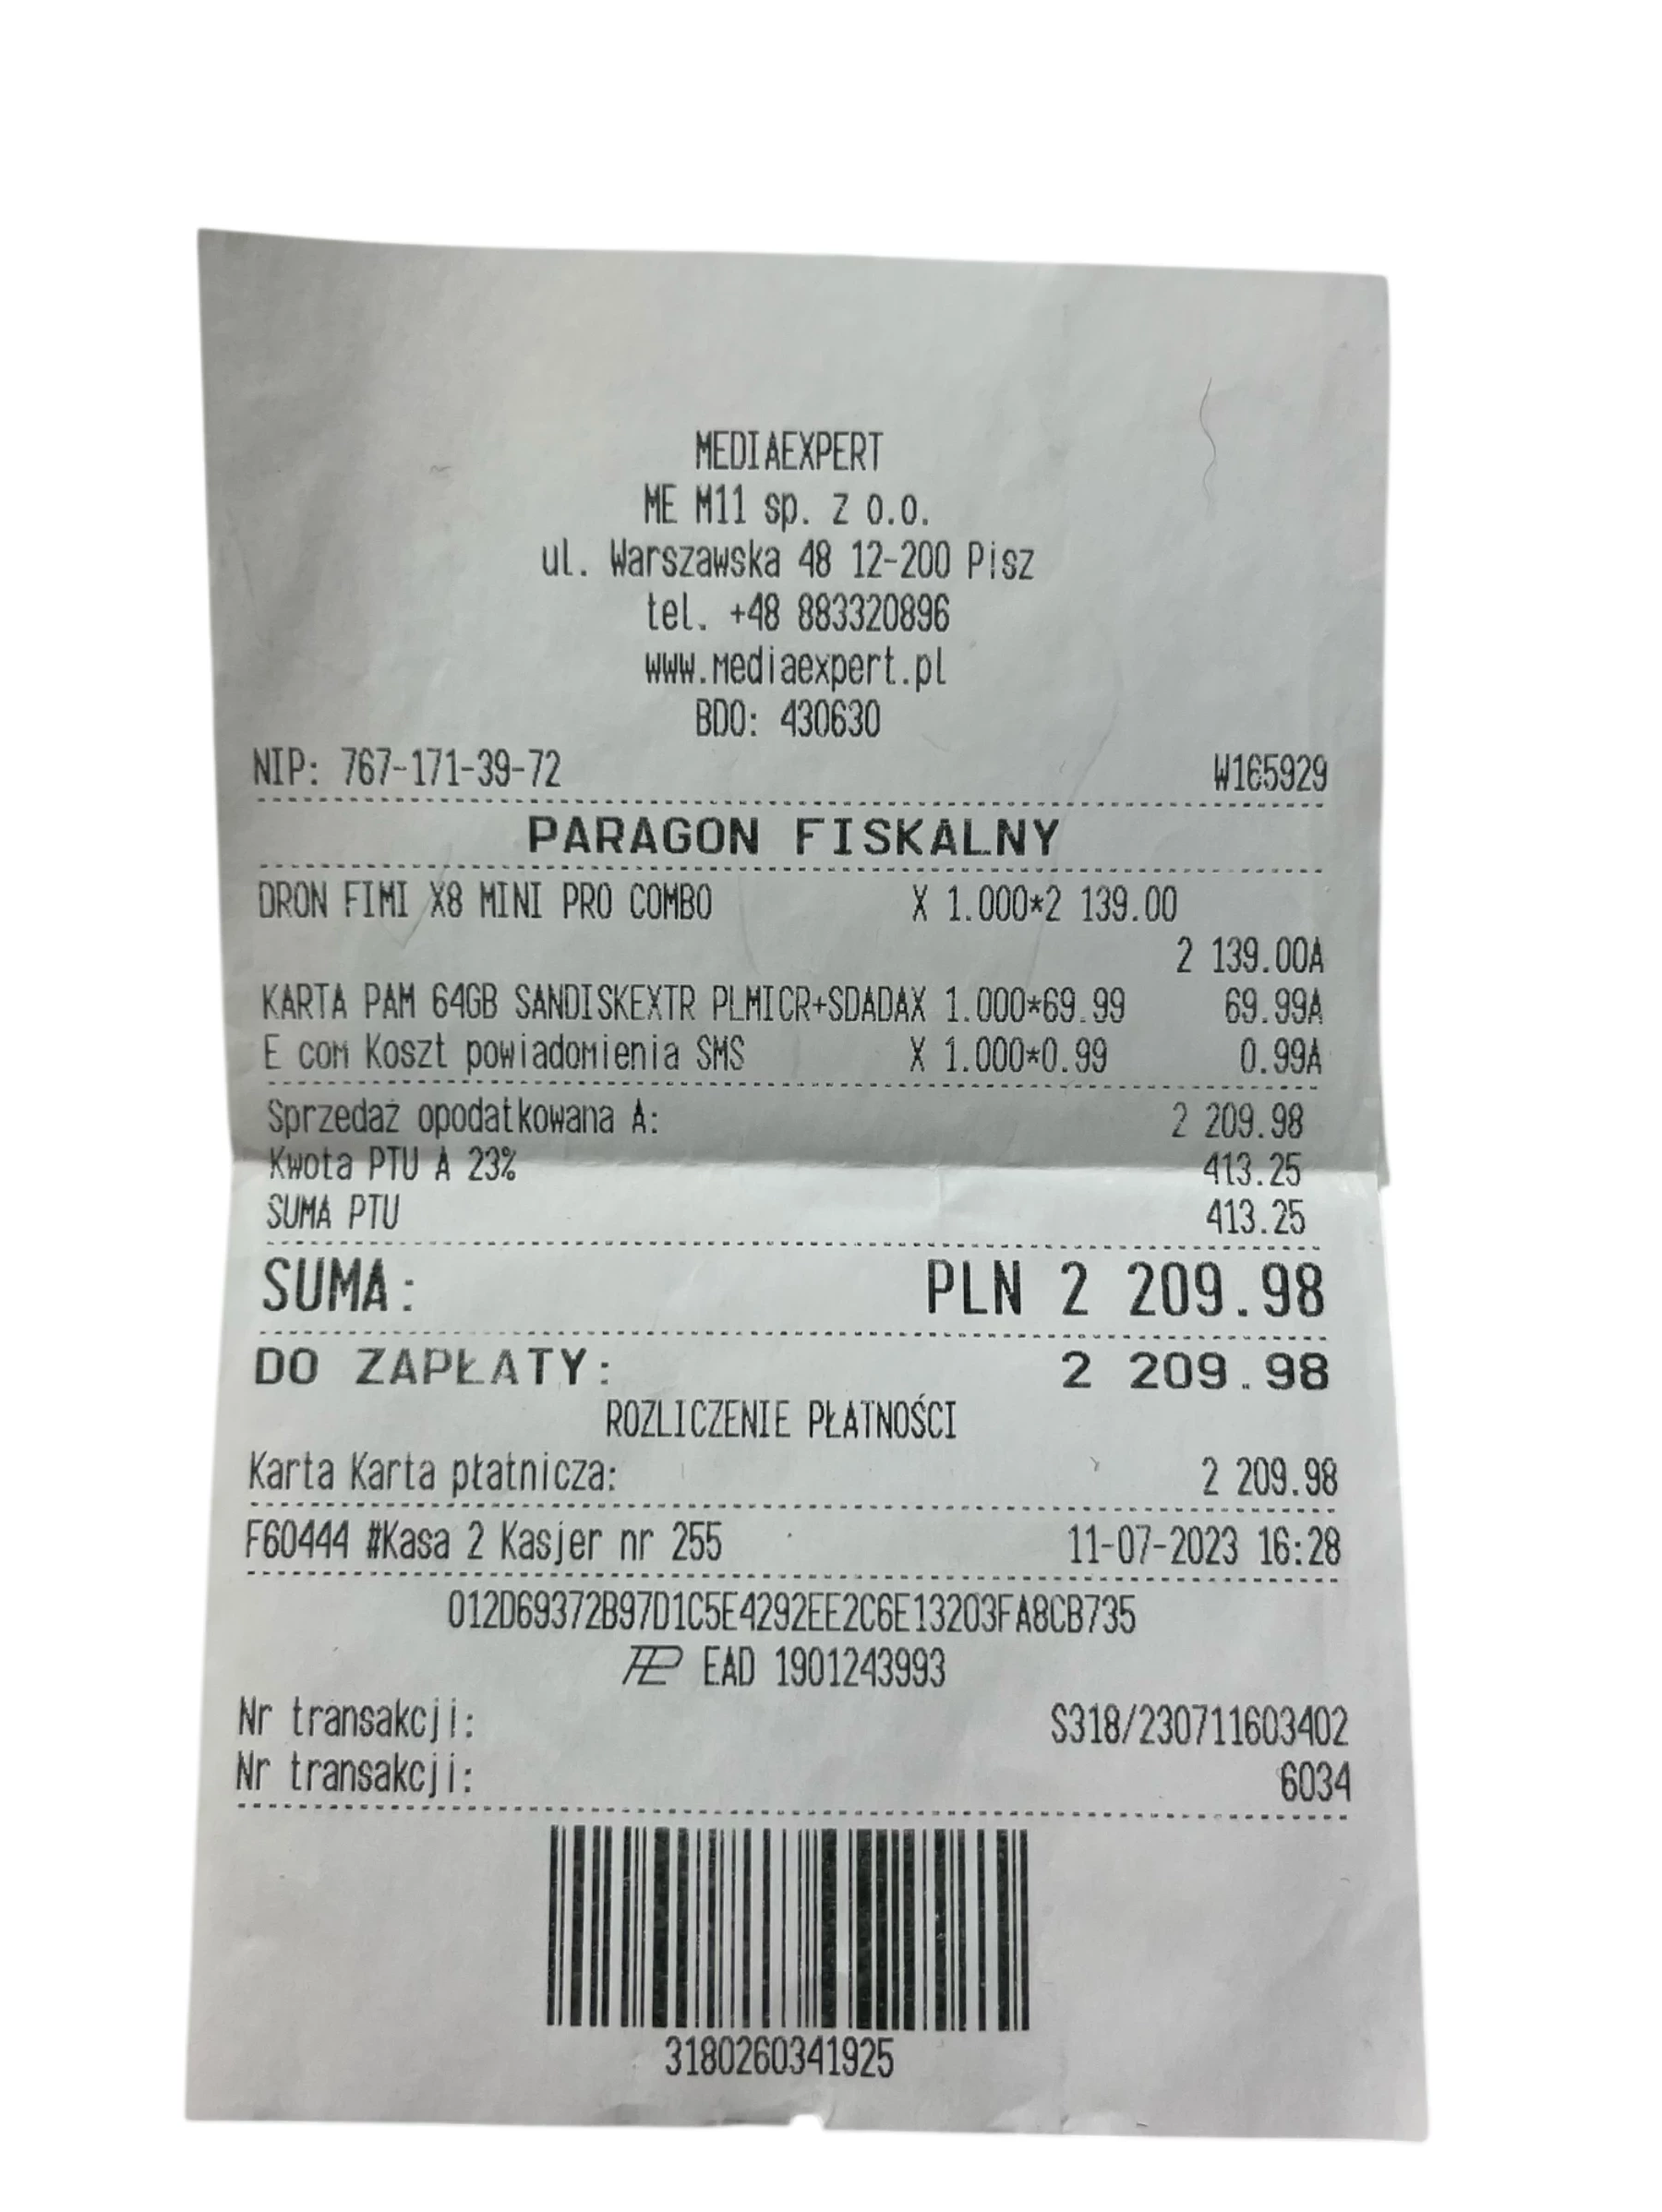 MEDIAEXPERT
ME M11 sp. z o.o.
ul. Warszawska 48 12-200 Pisz
tel. +48 883320896
www.mediaexpert.pl
BDO: 430630
NIP: 767-171-39-72 W165929
PARAGON FISKALNY
DRON FIMI X8 MINI PRO COMBO X 1.000*2 139.00
2 139.00A
KARTA PAM 64GB SANDISKEXTR PLMICR+SDADAX 1.000*69.99 69.99A
E com Koszt powiadomienia SMS X 1.000*0.99 0.99A
Sprzedaż opodatkowana A: 2 209.98
Kwota PTU A 23% 413.25
SUMA PTU 413.25
SUMA: PLN 2 209.98
DO ZAPŁATY: 2 209.98
ROZLICZENIE PŁATNOŚCI
Karta Karta płatnicza: 2 209.98
F60444 #Kasa 2 Kasjer nr 255 11-07-2023 16:28
012D69372B97D1C5E4292EE2C6E13203FA8CB735
EAD 1901243993
Nr transakcji: S318/230711603402
Nr transakcji: 6034
3180260341925